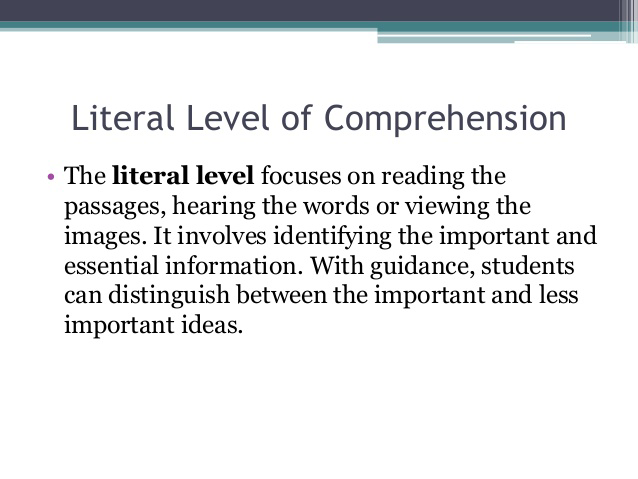 Literal Level of Comprehension
• The literal level focuses on reading the
passages, hearing the words or viewing the
images. It involves identifying the important and
essential information. With guidance, students
can distinguish between the important and less
important ideas.